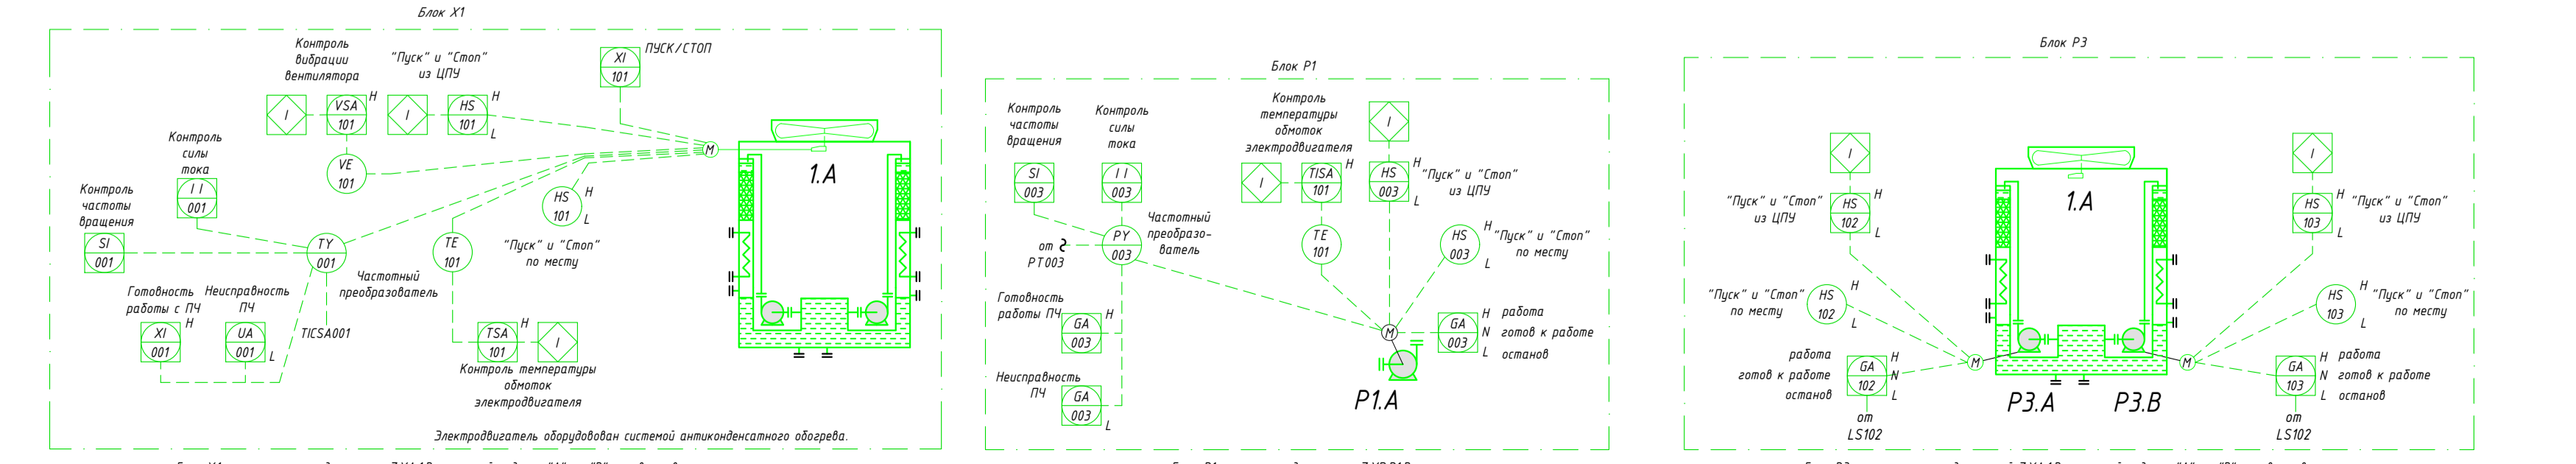 Блок X1
Контроль
вибрации
вентилятора
"Пуск" и "Стоп"
из ЦПУ
XI
101
ПУСК/СТОП
I
VSA
101
H
I
HS
101
H
L
Контроль
силы
тока
VE
101
M
1.A
I I
001
Контроль
частоты
вращения
HS
101
H
L
SI
001
TY
001
TE
101
"Пуск" и "Стоп"
по месту
Частотный
преобразователь
Готовность
работы с ПЧ
Неисправность
ПЧ
XI
001
H
UA
001
L
TICSA001
TSA
101
H
I
Контроль температуры
обмоток
электродвигателя
Электродвигатель оборудован системой антиконденсатного обогрева.
Блок P1
Контроль
частоты
вращения
Контроль
силы
тока
Контроль
температуры
обмоток
электродвигателя
I
SI
003
I I
003
I
TISA
101
H
HS
003
H
L
"Пуск" и "Стоп"
из ЦПУ
Частотный
преобразо-
ватель
от
PT003
PY
003
TE
101
HS
003
H
L
"Пуск" и "Стоп"
по месту
Готовность
работы ПЧ
GA
003
H
M
GA
003
H работа
N готов к работе
L останов
Неисправность
ПЧ
GA
003
L
P1.A
Блок P3
I
I
"Пуск" и "Стоп"
из ЦПУ
HS
102
H
L
1.A
HS
103
H
L
"Пуск" и "Стоп"
из ЦПУ
"Пуск" и "Стоп"
по месту
HS
102
H
L
HS
103
H
L
"Пуск" и "Стоп"
по месту
работа
готов к работе
останов
GA
102
H
N
L
M
M
GA
103
H работа
N готов к работе
L останов
P3.A
P3.B
от
LS102
от
LS102